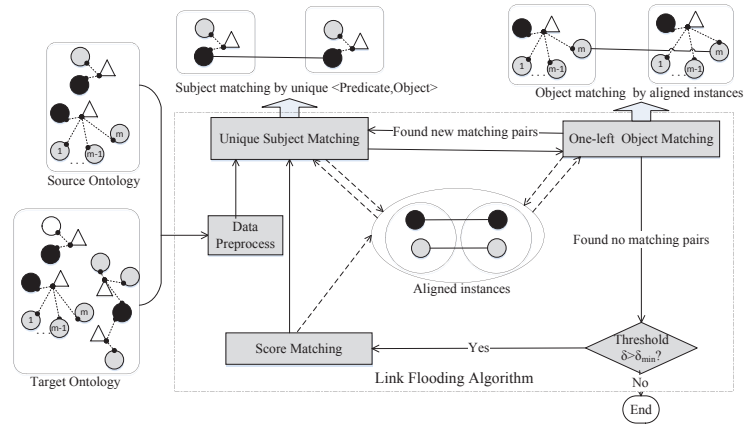 m
m
Subject matching by unique <Predicate,Object>
1
...
m-1
1
...
m-1
Object matching by aligned instances
m
1
...
m-1
Source Ontology
Unique Subject Matching
Found new matching pairs
One-left Object Matching
Data
Preprocess
Found no matching pairs
m
1
...
m-1
Aligned instances
Score Matching
Yes
Threshold
δ>δmin?
Target Ontology
Link Flooding Algorithm
No
End